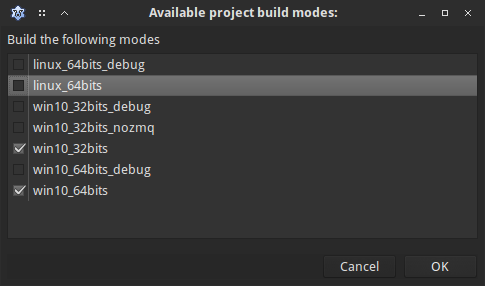 Available project build modes:
Build the following modes
linux_64bits_debug
linux_64bits
win10_32bits_debug
win10_32bits_nozmq
win10_32bits
win10_64bits_debug
win10_64bits
Cancel
OK